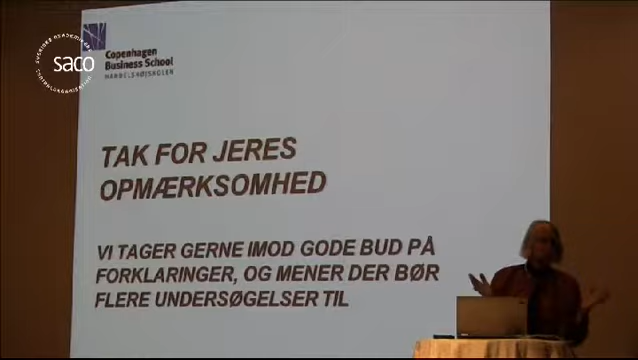 saco
Copenhagen
Business School
HANDELSHØJSKOLEN
TAK FOR JERES
OPMÆRKSOMHED
VI TAGER GERNE IMOD GODE BUD PÅ
FORKLARINGER, OG MENER DER BØR
FLERE UNDERSØGELSER TIL